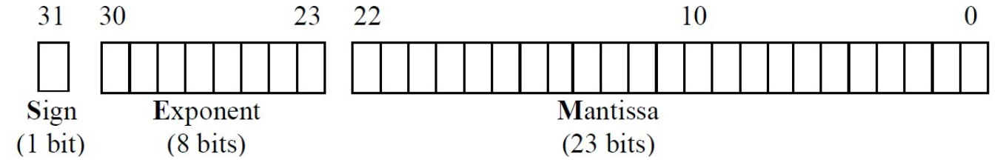 31 30 23 22 10 0
Sign Exponent Mantissa
(1 bit) (8 bits) (23 bits)